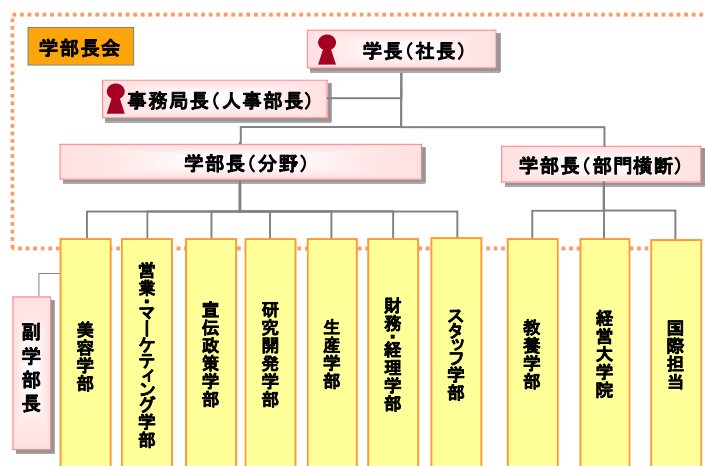 学部長会
学長（社長）
事務局長（人事部長）
学部長（分野）
学部長（部門横断）
副学部長
美容学部
営業・マーケティング学部
宣伝政策学部
研究開発学部
生産学部
財務・経理学部
スタッフ学部
教養学部
経営大学院
国際担当